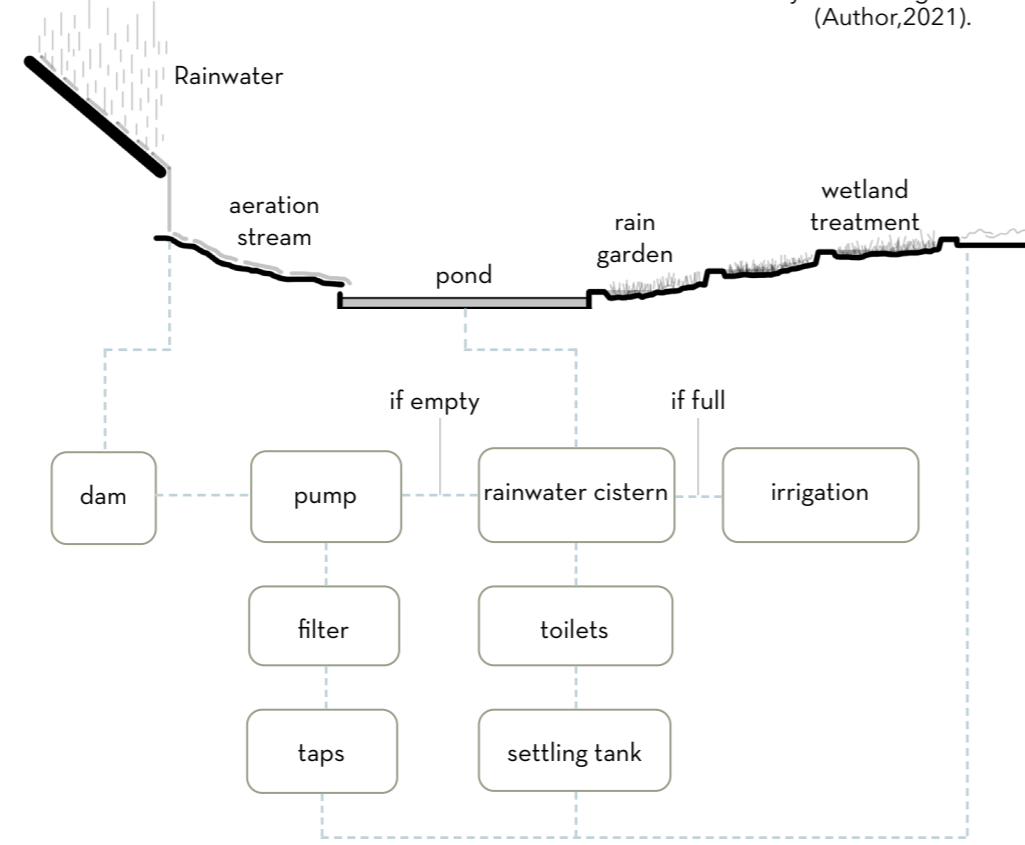 (Author,2021).
Rainwater
aeration
stream
pond
rain
garden
wetland
treatment
if empty
if full
dam
pump
rainwater cistern
irrigation
filter
toilets
taps
settling tank